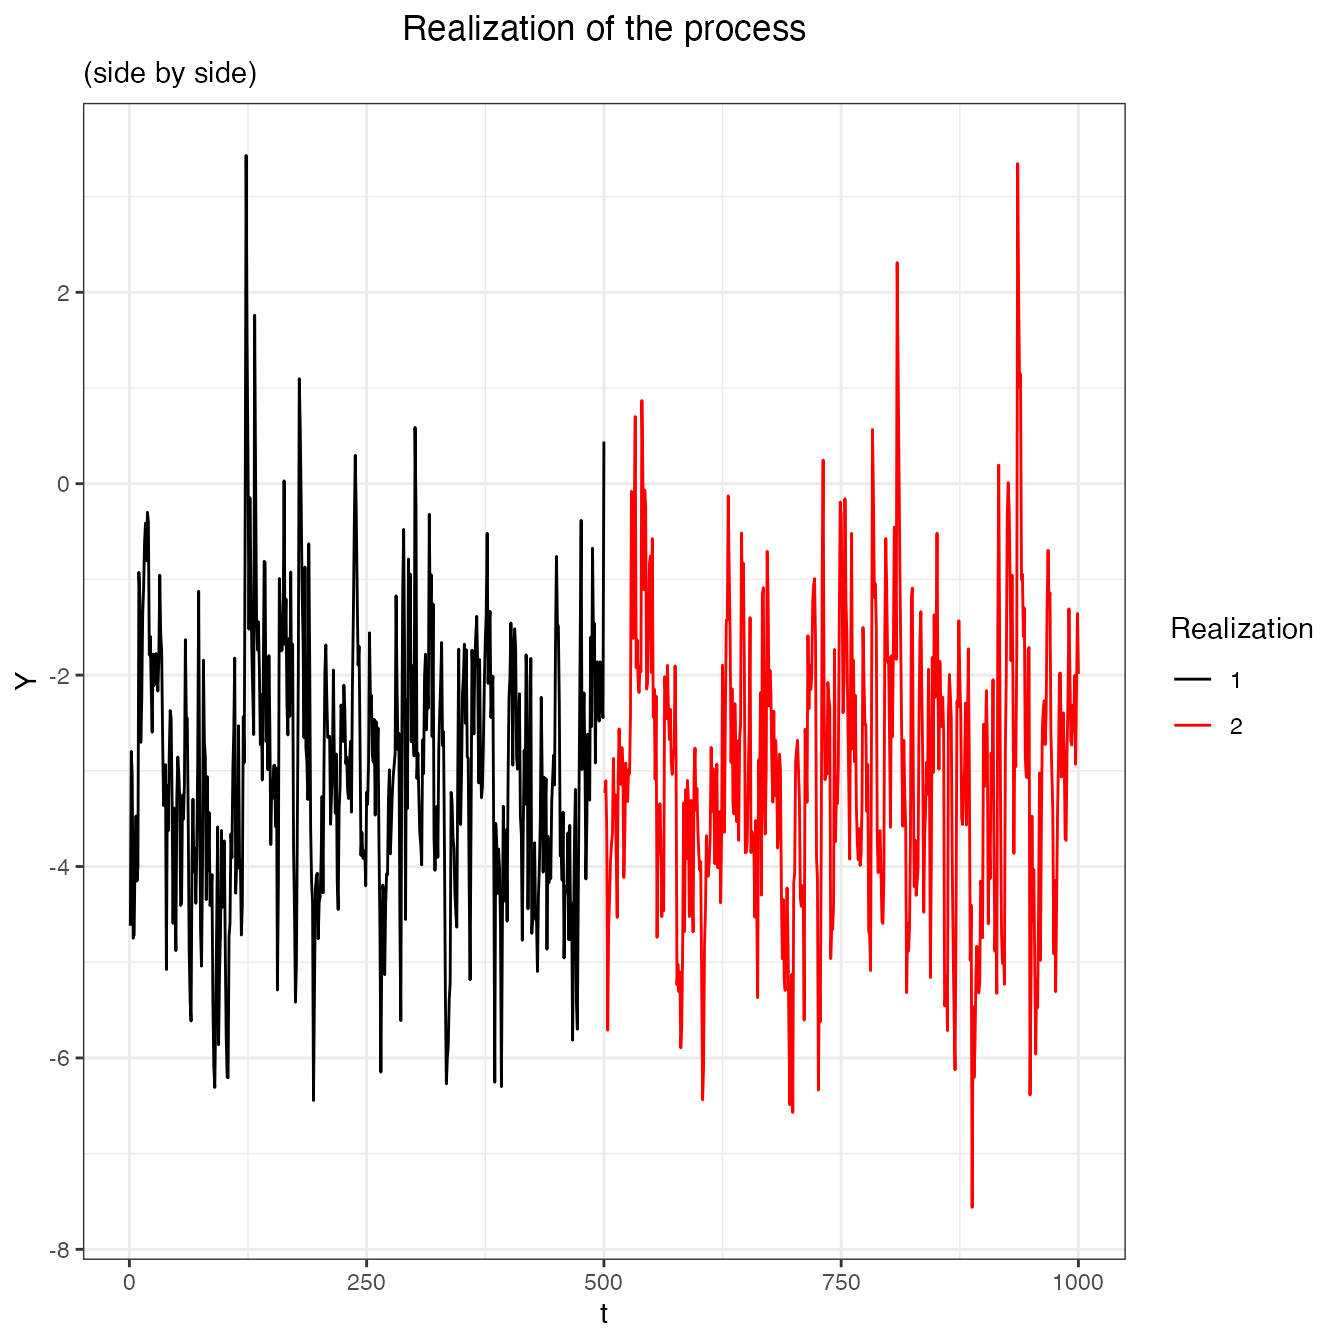 Realization of the process
(side by side)
Y
2
0
-2
-4
-6
-8
0 250 500 750 1000
t
Realization
1
2